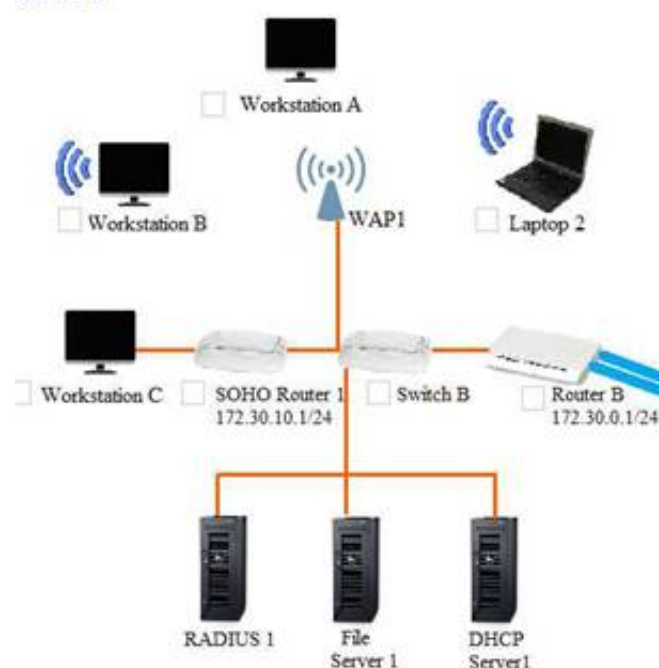 Workstation A
Workstation B
WAP1
Laptop 2
Workstation C
SOHO Router 1
172.30.10.1/24
Switch B
Router B
172.30.0.1/24
RADIUS 1
File
Server 1
DHCP
Server1